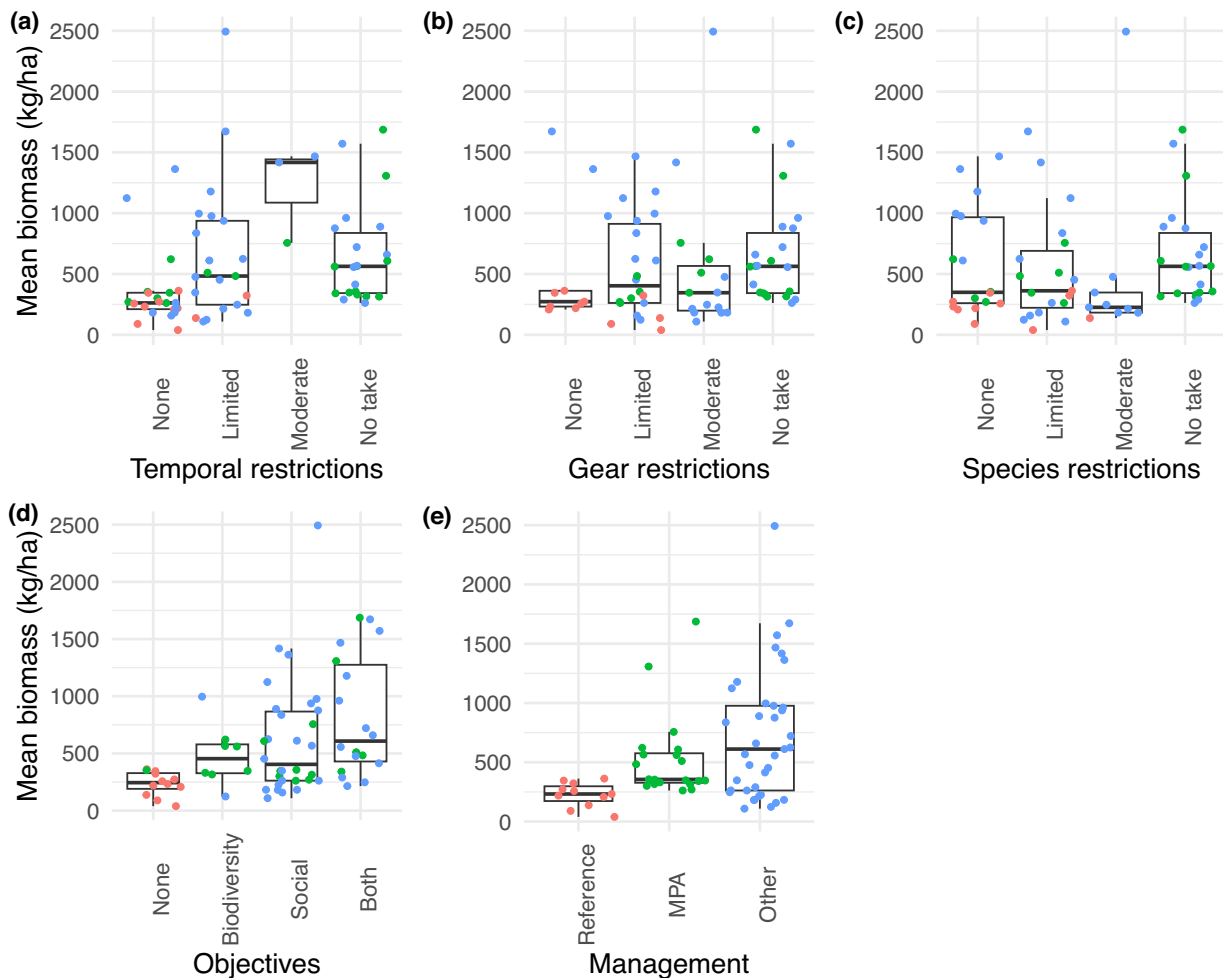 (a)
(b)
(c)
Mean biomass (kg/ha)
2500
2000
1500
1000
500
0
None
Limited
Moderate
No take
Temporal restrictions
2500
2000
1500
1000
500
0
None
Limited
Moderate
No take
Gear restrictions
2500
2000
1500
1000
500
0
None
Limited
Moderate
No take
Species restrictions
(d)
Mean biomass (kg/ha)
2500
2000
1500
1000
500
0
None
Biodiversity
Social
Both
Objectives
(e)
2500
2000
1500
1000
500
0
Reference
MPA
Other
Management